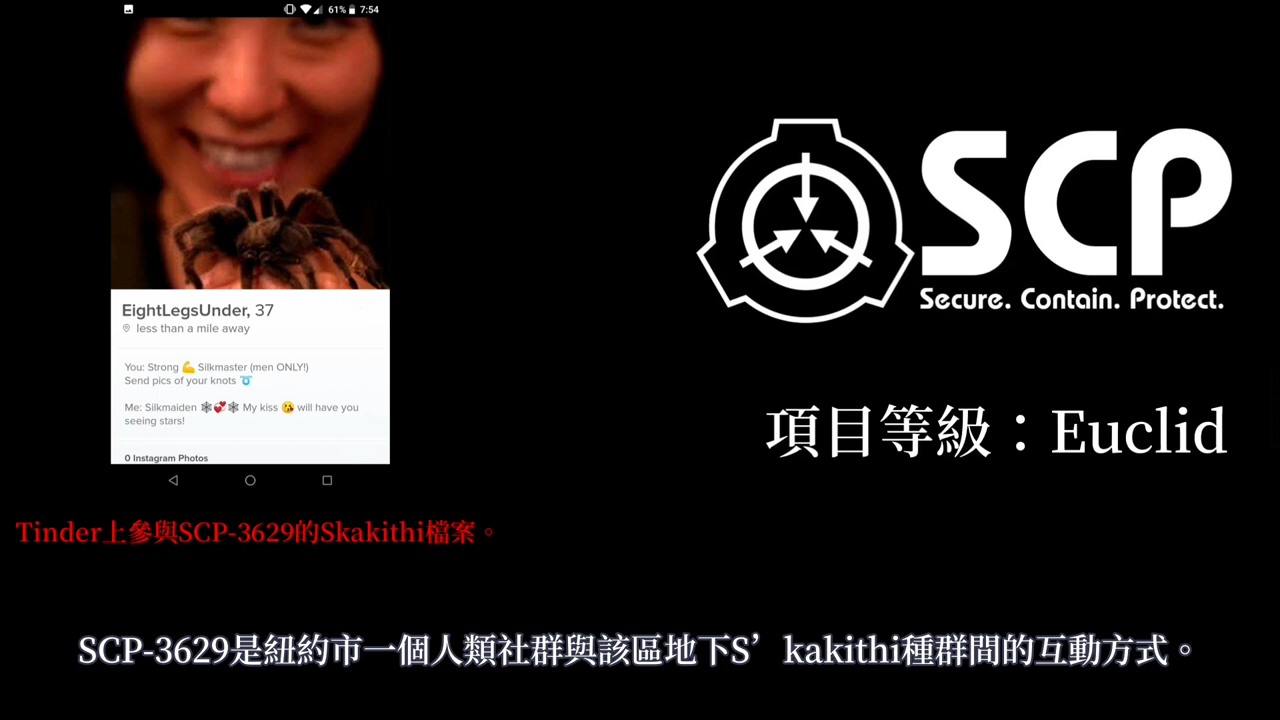 61% 7:54
EightLegsUnder, 37
less than a mile away
You: Strong 💪 Silkmaster (men ONLY!)
Send pics of your knots ➰
Me: Silkmaiden 🕸💞🕸 My kiss 😘 will have you
seeing stars!
0 Instagram Photos
Tinder上參與SCP-3629的Skakithi檔案。
SCP
Secure. Contain. Protect.
項目等級：Euclid
SCP-3629是紐約市一個人類社群與該區地下S’kakithi種群間的互動方式。